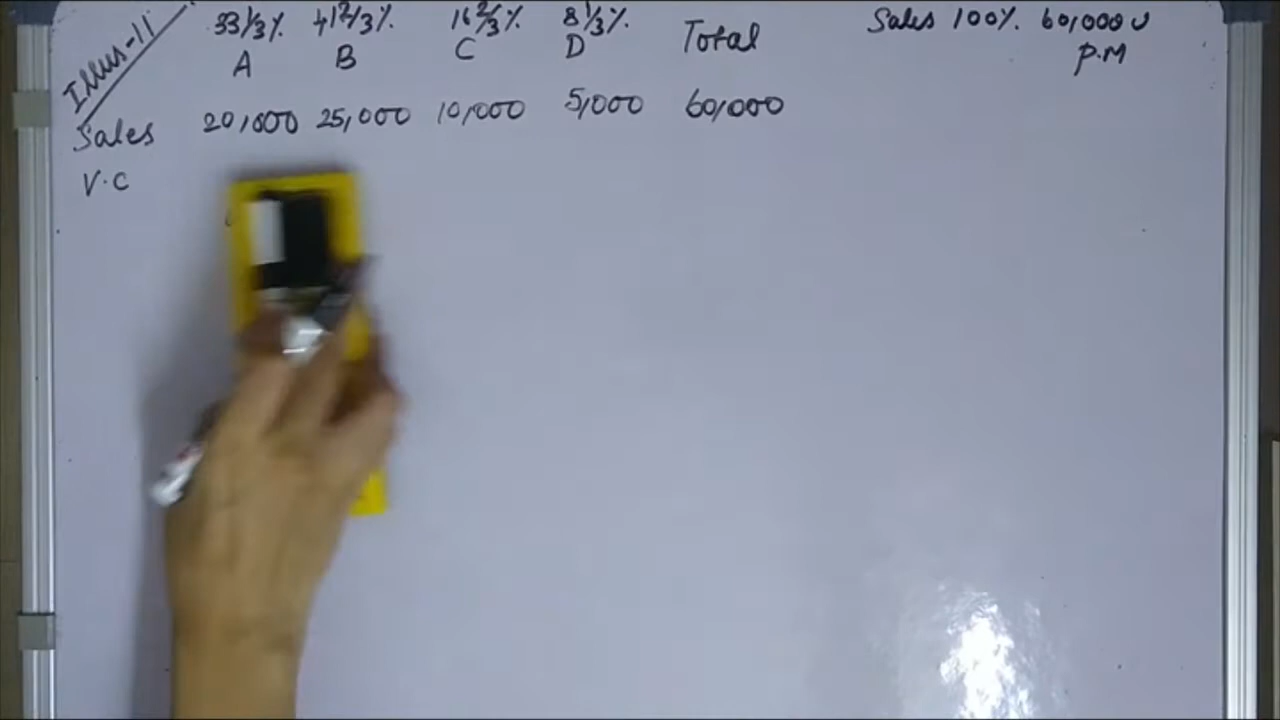 Illus-11
33 1/3% 41 2/3% 16 2/3% 8 1/3% Sales 100% 60,000 U
A B C D Total P.M
Sales 20,000 25,000 10,000 5,000 60,000
V.C